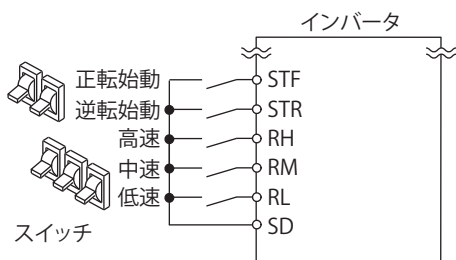 インバータ
正転始動 STF
逆転始動 STR
高速 RH
中速 RM
低速 RL
SD
スイッチ